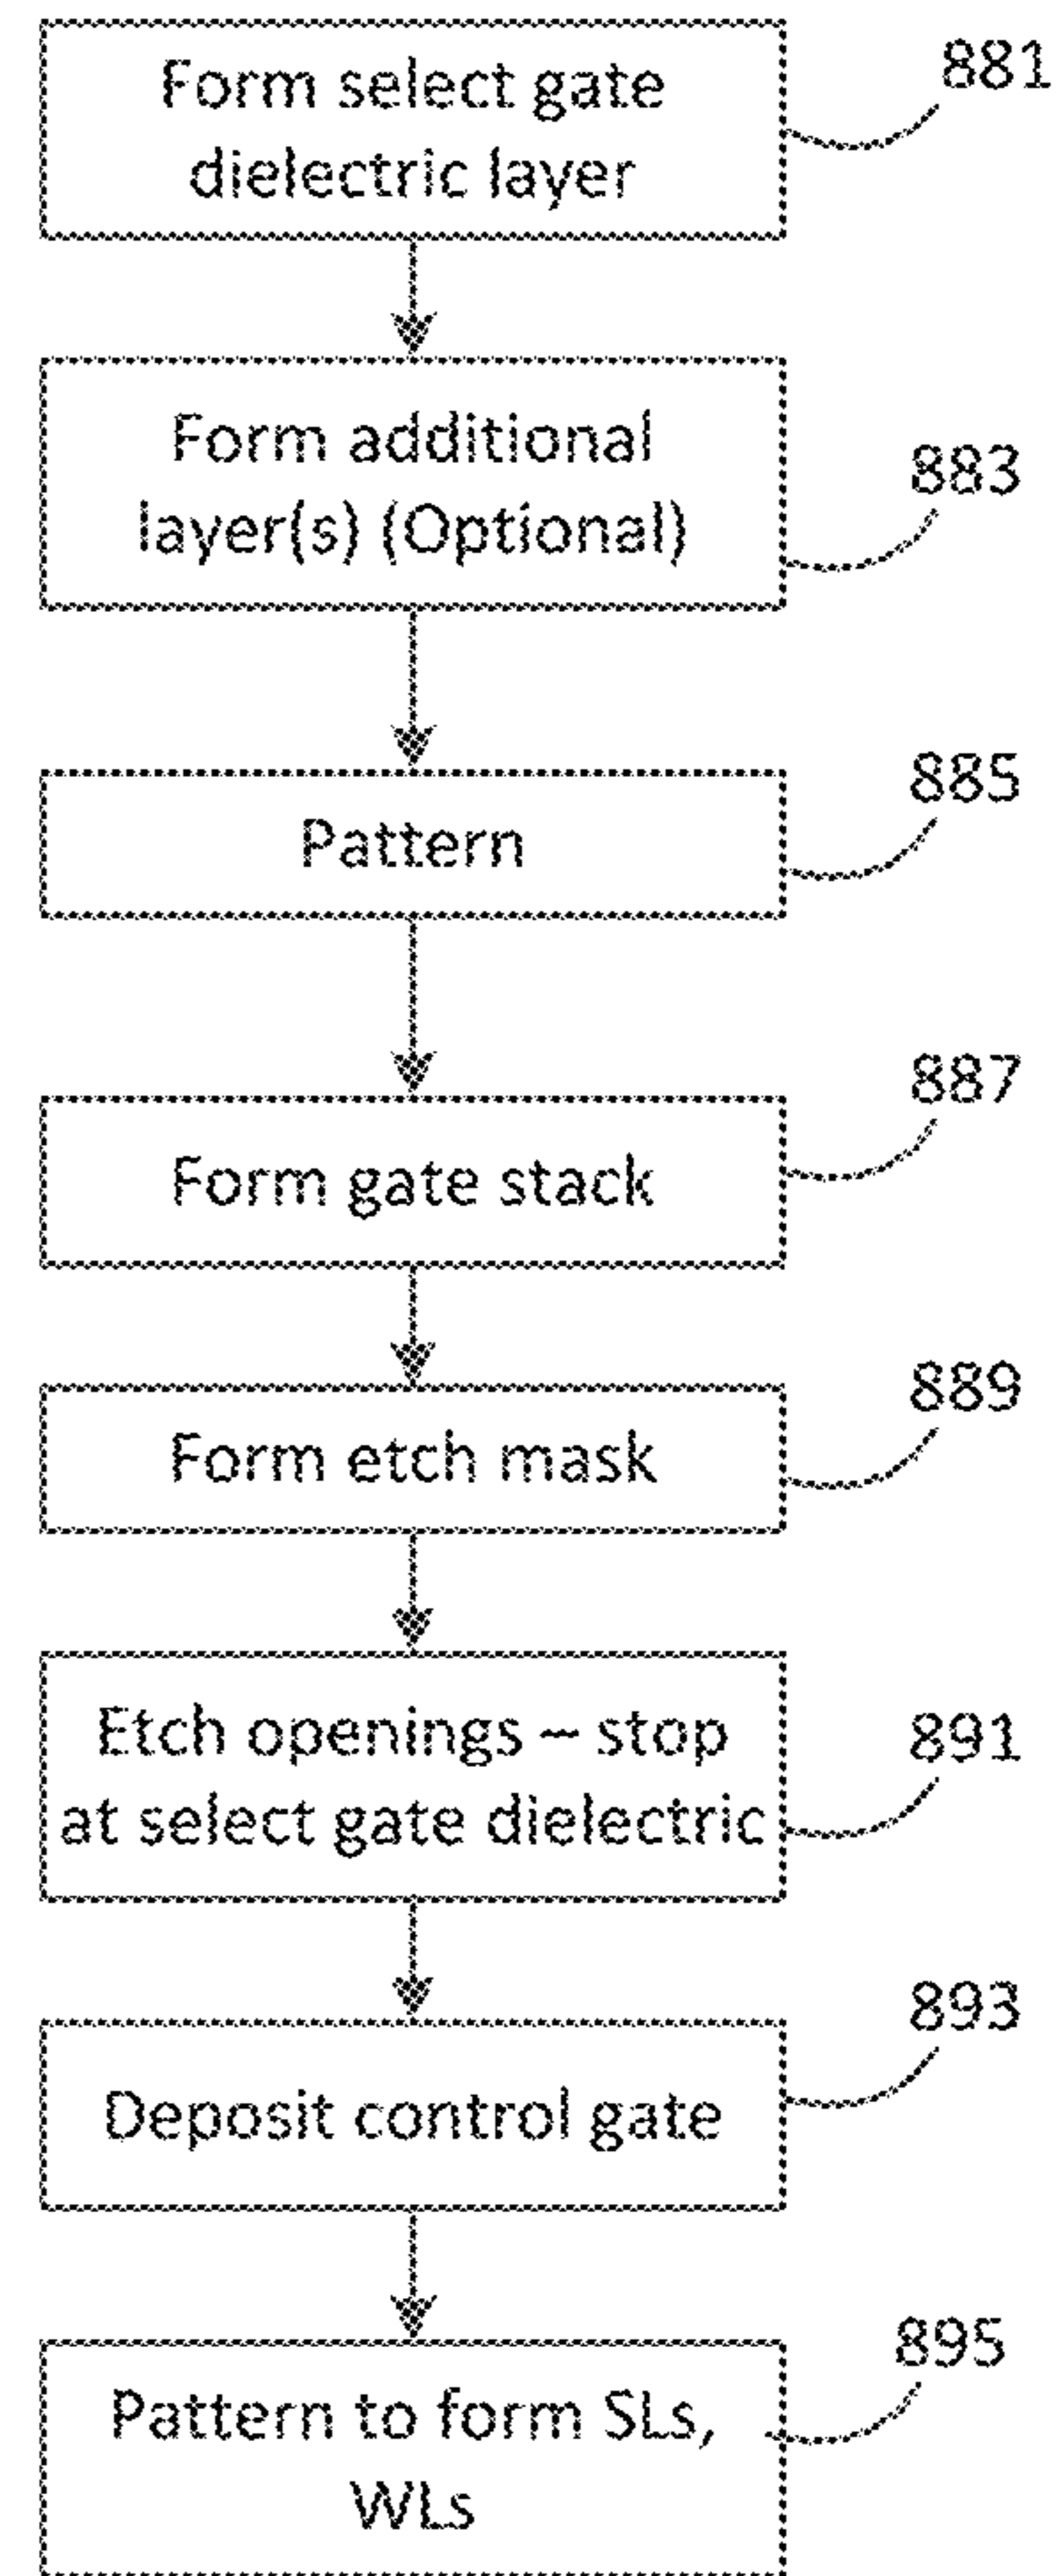 Form select gate
dielectric layer
881
Form additional
layer(s) (Optional)
883
Pattern
885
Form gate stack
887
Form etch mask
889
Etch openings – stop
at select gate dielectric
891
Deposit control gate
893
Pattern to form SLs,
WLs
895